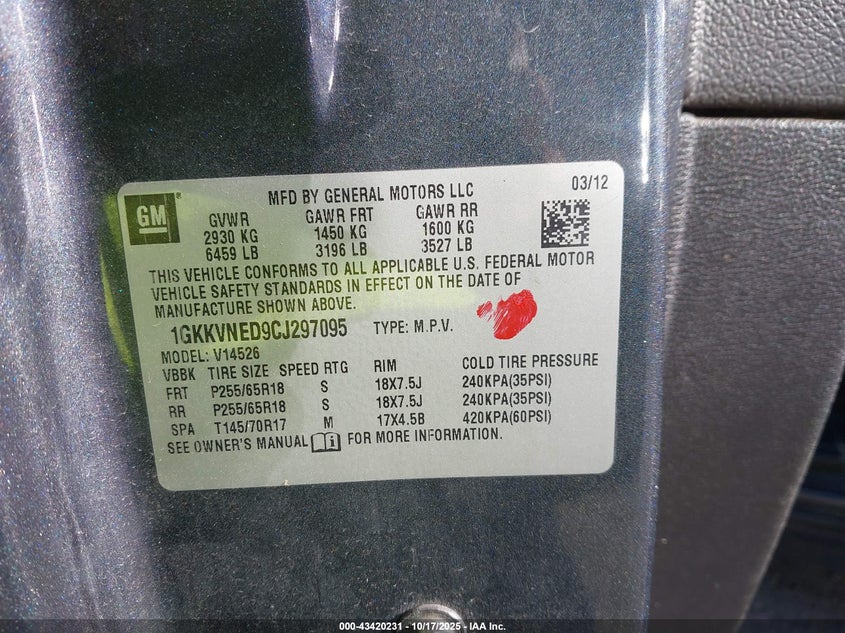 MFD BY GENERAL MOTORS LLC 03/12
GM
GVWR GAWR FRT GAWR RR
2930 KG 1450 KG 1600 KG
6459 LB 3196 LB 3527 LB
THIS VEHICLE CONFORMS TO ALL APPLICABLE U.S. FEDERAL MOTOR
VEHICLE SAFETY STANDARDS IN EFFECT ON THE DATE OF
MANUFACTURE SHOWN ABOVE.
1GKKVNED9CJ297095 TYPE: M.P.V.
MODEL: V14526
VBBK TIRE SIZE SPEED RTG RIM COLD TIRE PRESSURE
FRT P255/65R18 S 18X7.5J 240KPA(35PSI)
RR P255/65R18 S 18X7.5J 240KPA(35PSI)
SPA T145/70R17 M 17X4.5B 420KPA(60PSI)
SEE OWNER'S MANUAL i FOR MORE INFORMATION.
000-43420231 - 10/17/2025 - IAA Inc.